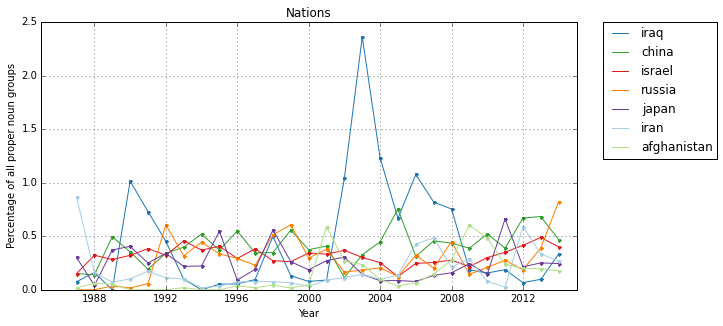 Nations
2.5
2.0
1.5
1.0
0.5
0.0
Percentage of all proper noun groups
1988
1992
1996
2000
2004
2008
2012
Year
iraq
china
israel
russia
japan
iran
afghanistan